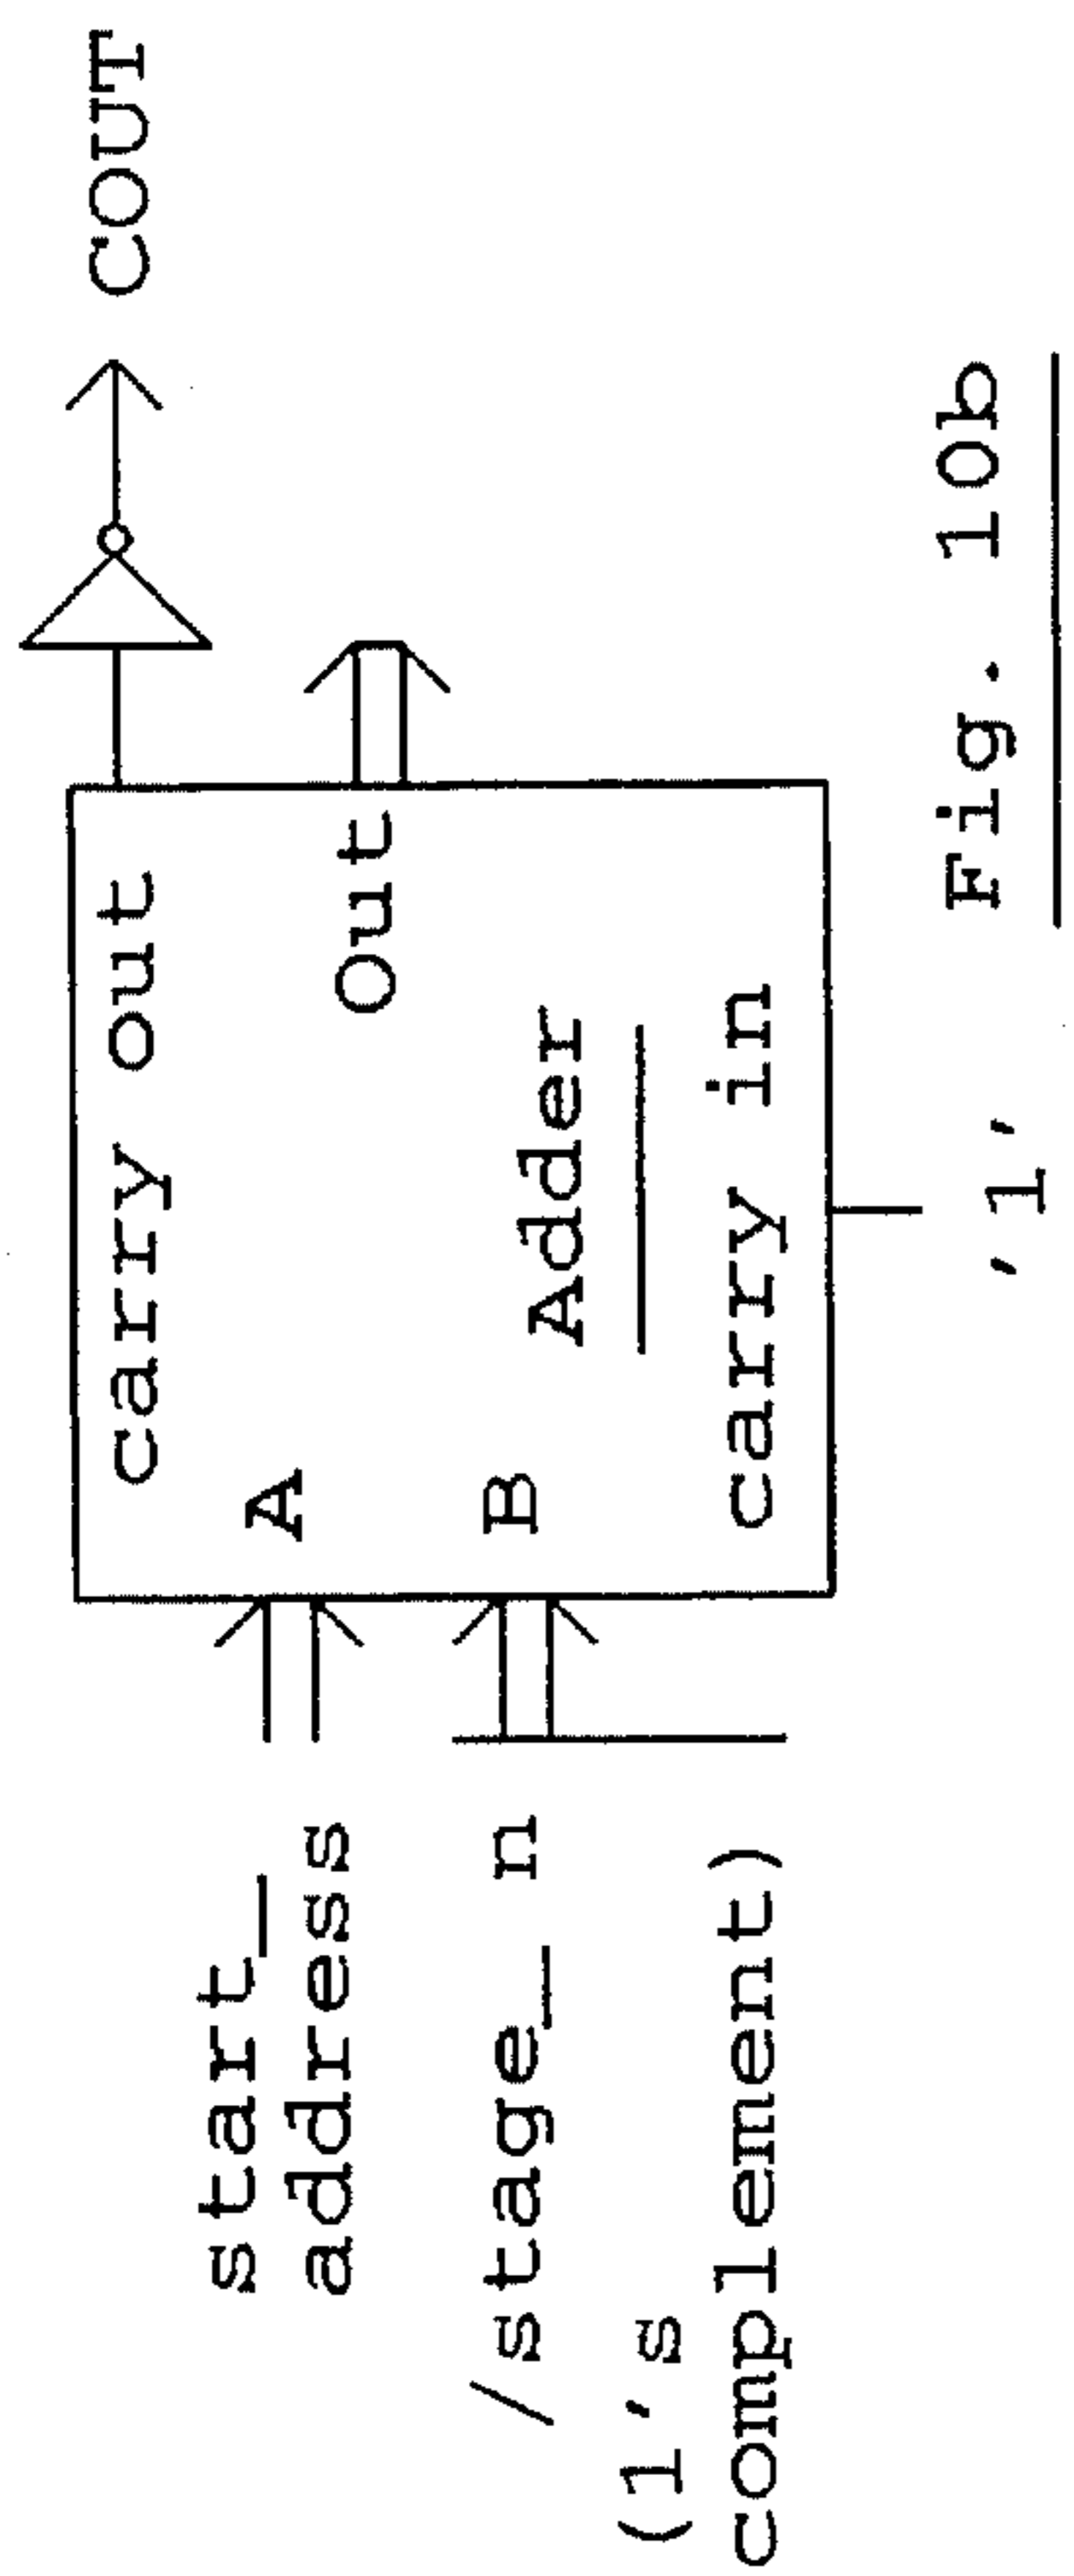 start_
address
/stage_ n
(1's
complement)
A
B
carry out
Out
Adder
carry in
'1'
COUT
Fig. 10b